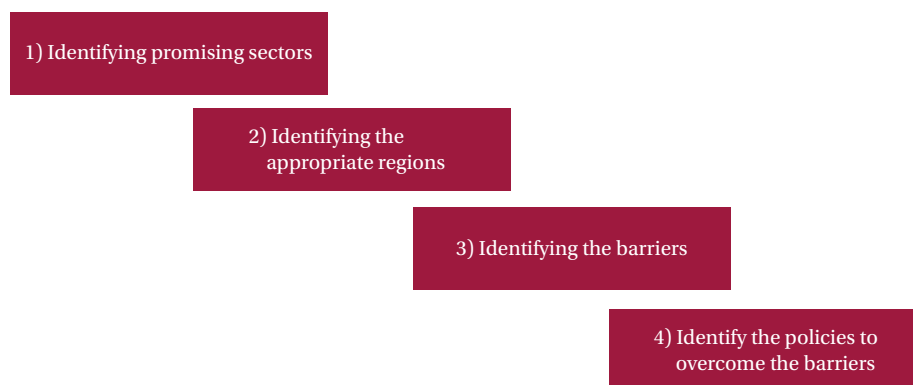 1) Identifying promising sectors
2) Identifying the
appropriate regions
3) Identifying the barriers
4) Identify the policies to
overcome the barriers